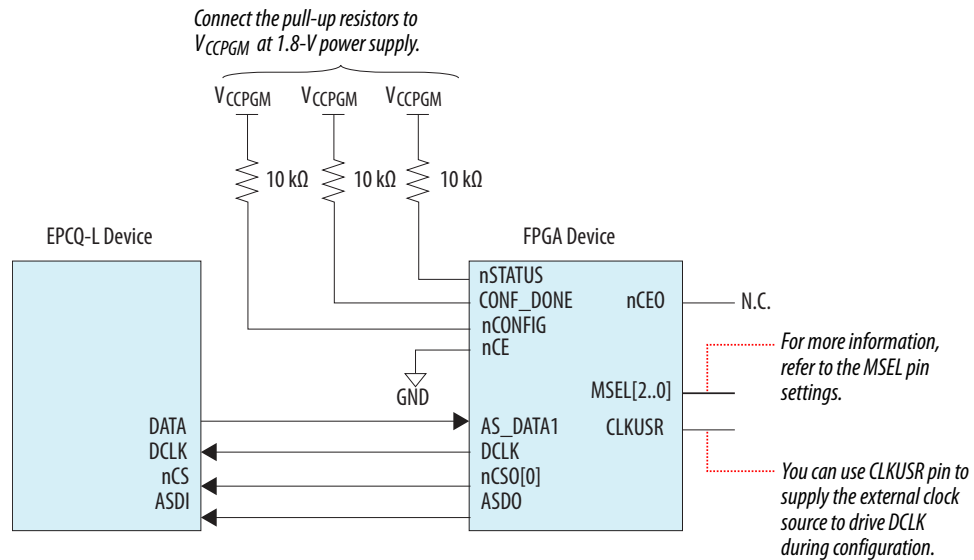 Connect the pull-up resistors to
VCCPGM at 1.8-V power supply.
VCCPGM VCCPGM VCCPGM
10 kΩ 10 kΩ 10 kΩ
EPCQ-L Device
FPGA Device
nSTATUS
CONF_DONE
nCONFIG
nCE
nCEO
N.C.
GND
For more information,
refer to the MSEL pin
settings.
MSEL[2..0]
CLKUSR
DATA
DCLK
nCS
ASDI
AS_DATA1
DCLK
nCSO[0]
ASDO
You can use CLKUSR pin to
supply the external clock
source to drive DCLK
during configuration.